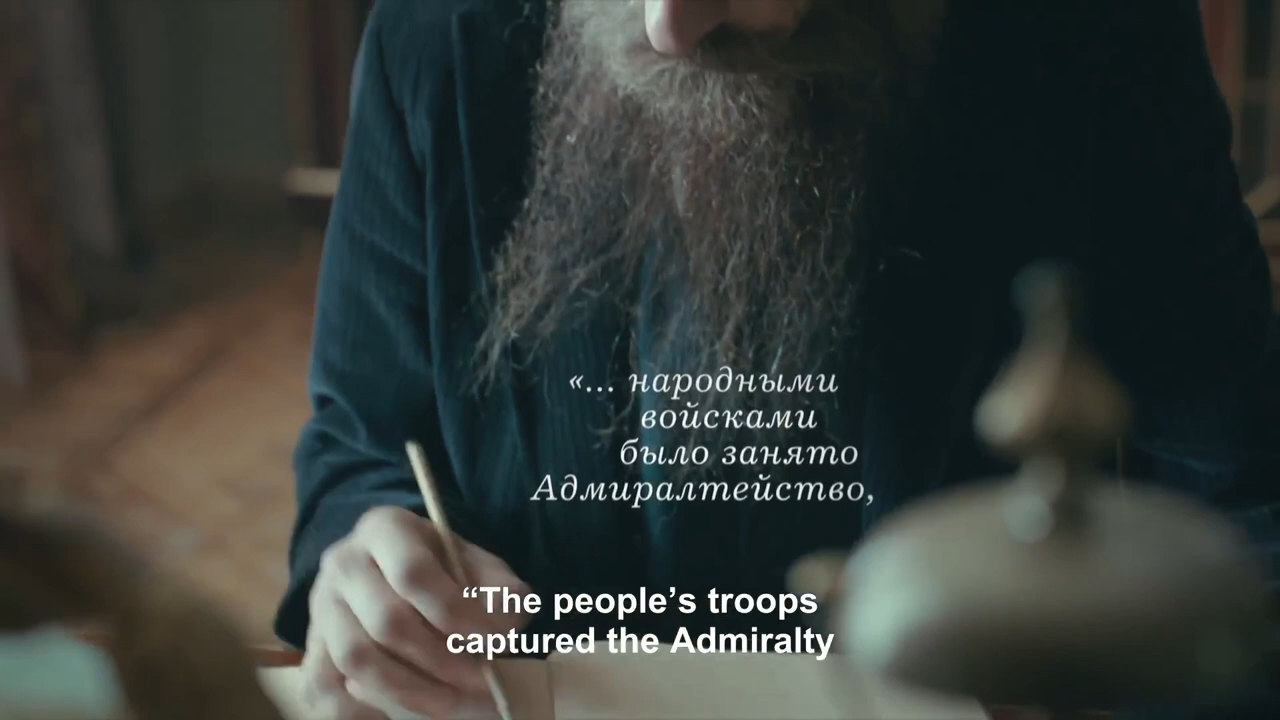 «... народными
войсками
было занято
Адмиралтейство,
“The people’s troops
captured the Admiralty